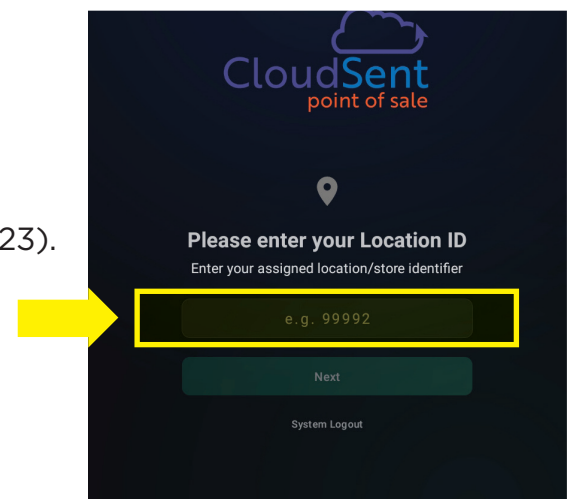 CloudSent
point of sale
23).
Please enter your Location ID
Enter your assigned location/store identifier
e.g. 99992
Next
System Logout